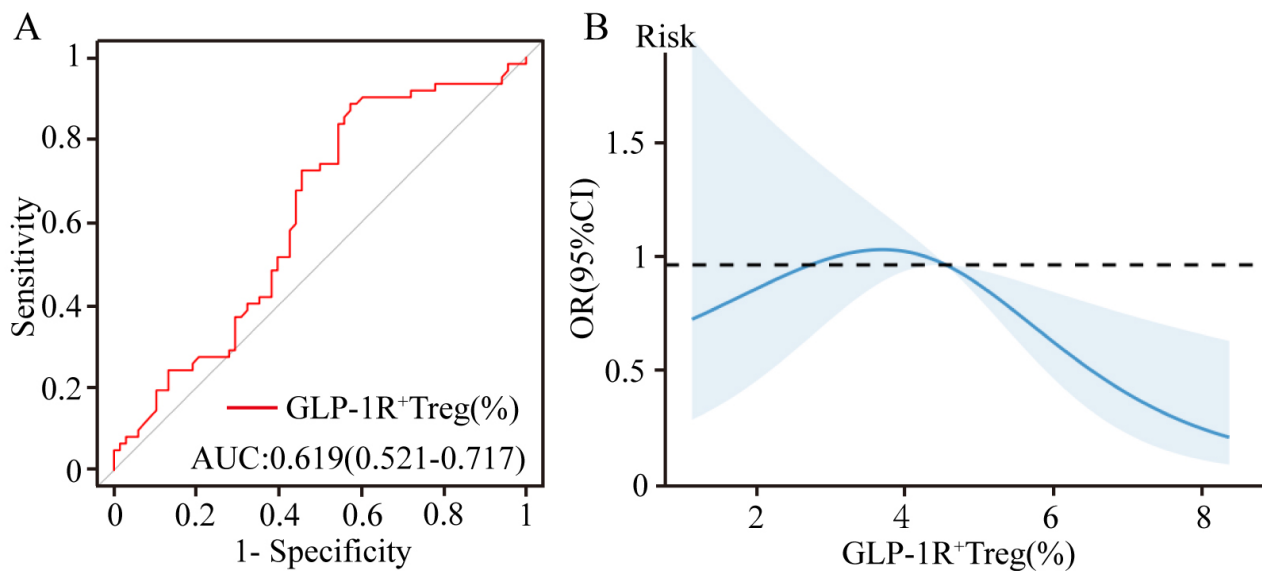 A
1
0.8
0.6
0.4
0.2
0
Sensitivity
GLP-1R⁺Treg(%)
AUC:0.619(0.521-0.717)
0 0.2 0.4 0.6 0.8 1
1- Specificity
B
Risk
1.5
1
0.5
0
OR(95%CI)
2 4 6 8
GLP-1R⁺Treg(%)